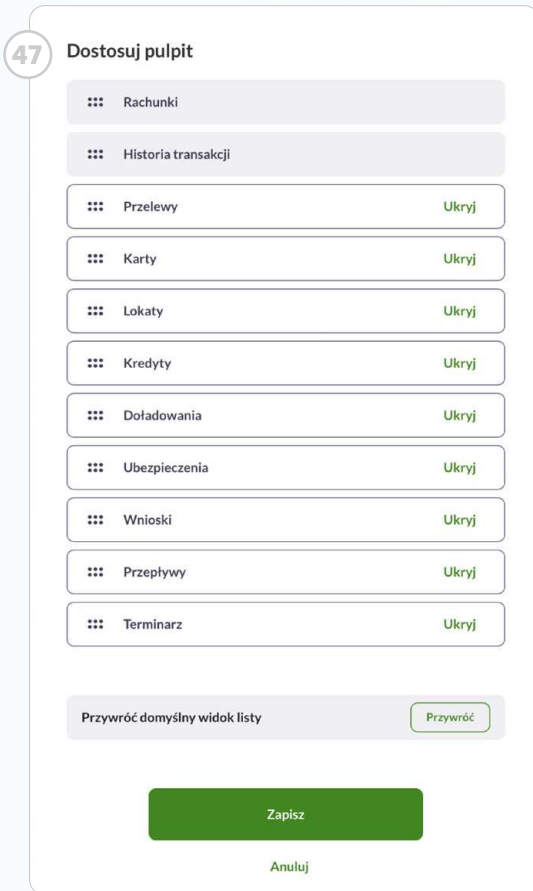 47
Dostosuj pulpit
Rachunki
Historia transakcji
Przelewy Ukryj
Karty Ukryj
Lokaty Ukryj
Kredyty Ukryj
Doładowania Ukryj
Ubezpieczenia Ukryj
Wnioski Ukryj
Przepływy Ukryj
Terminarz Ukryj
Przywróć domyślny widok listy Przywróć
Zapisz
Anuluj